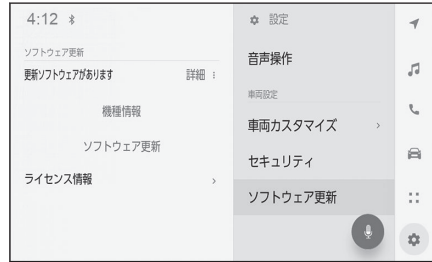 4:12
ソフトウェア更新
更新ソフトウェアがあります
詳細
機種情報
ソフトウェア更新
ライセンス情報
設定
音声操作
車両設定
車両カスタマイズ
セキュリティ
ソフトウェア更新